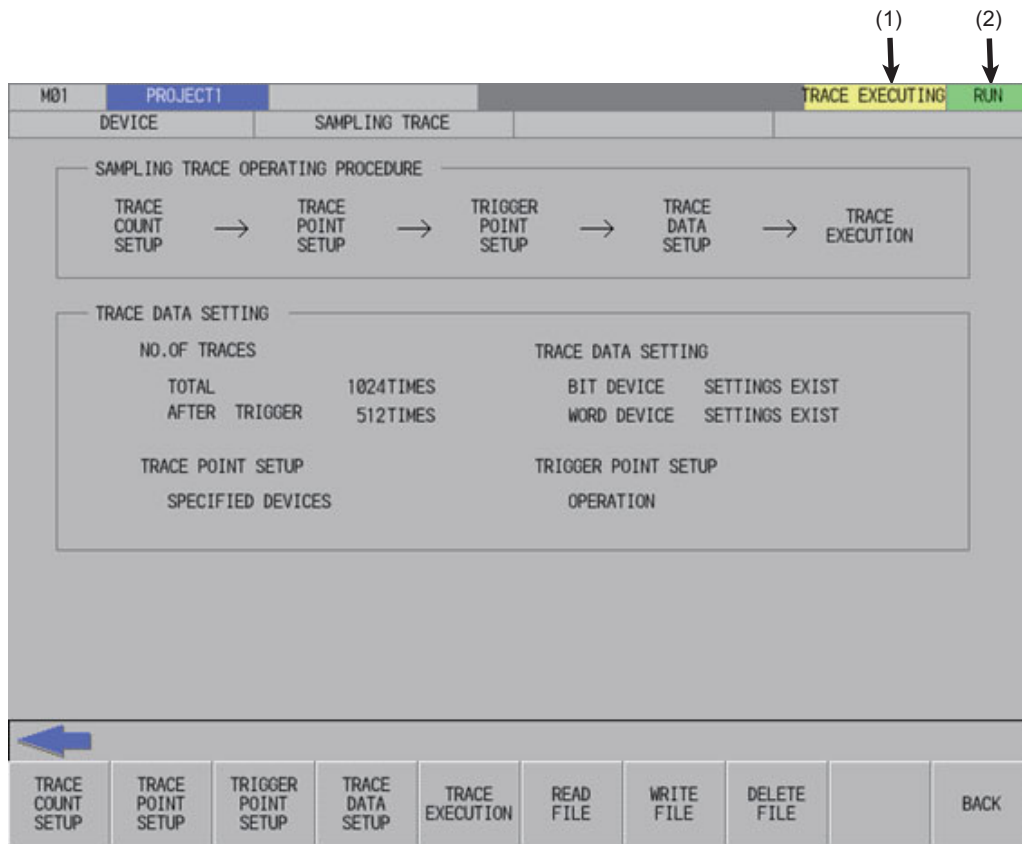 (1) (2)
M01 PROJECT1 TRACE EXECUTING RUN
DEVICE SAMPLING TRACE
SAMPLING TRACE OPERATING PROCEDURE
TRACE COUNT SETUP → TRACE POINT SETUP → TRIGGER POINT SETUP → TRACE DATA SETUP → TRACE EXECUTION
TRACE DATA SETTING
NO.OF TRACES
TOTAL 1024TIMES
AFTER TRIGGER 512TIMES
TRACE DATA SETTING
BIT DEVICE SETTINGS EXIST
WORD DEVICE SETTINGS EXIST
TRACE POINT SETUP
SPECIFIED DEVICES
TRIGGER POINT SETUP
OPERATION
TRACE COUNT SETUP
TRACE POINT SETUP
TRIGGER POINT SETUP
TRACE DATA SETUP
TRACE EXECUTION
READ FILE
WRITE FILE
DELETE FILE
BACK